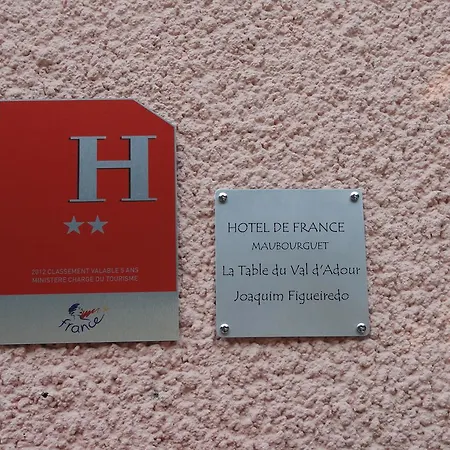 H
★★
2012 CLASSEMENT VALABLE 5 ANS
MINISTERE CHARGE DU TOURISME
france
HOTEL DE FRANCE
MAUBOURGUET
La Table du Val d'Adour
Joaquim Figueiredo